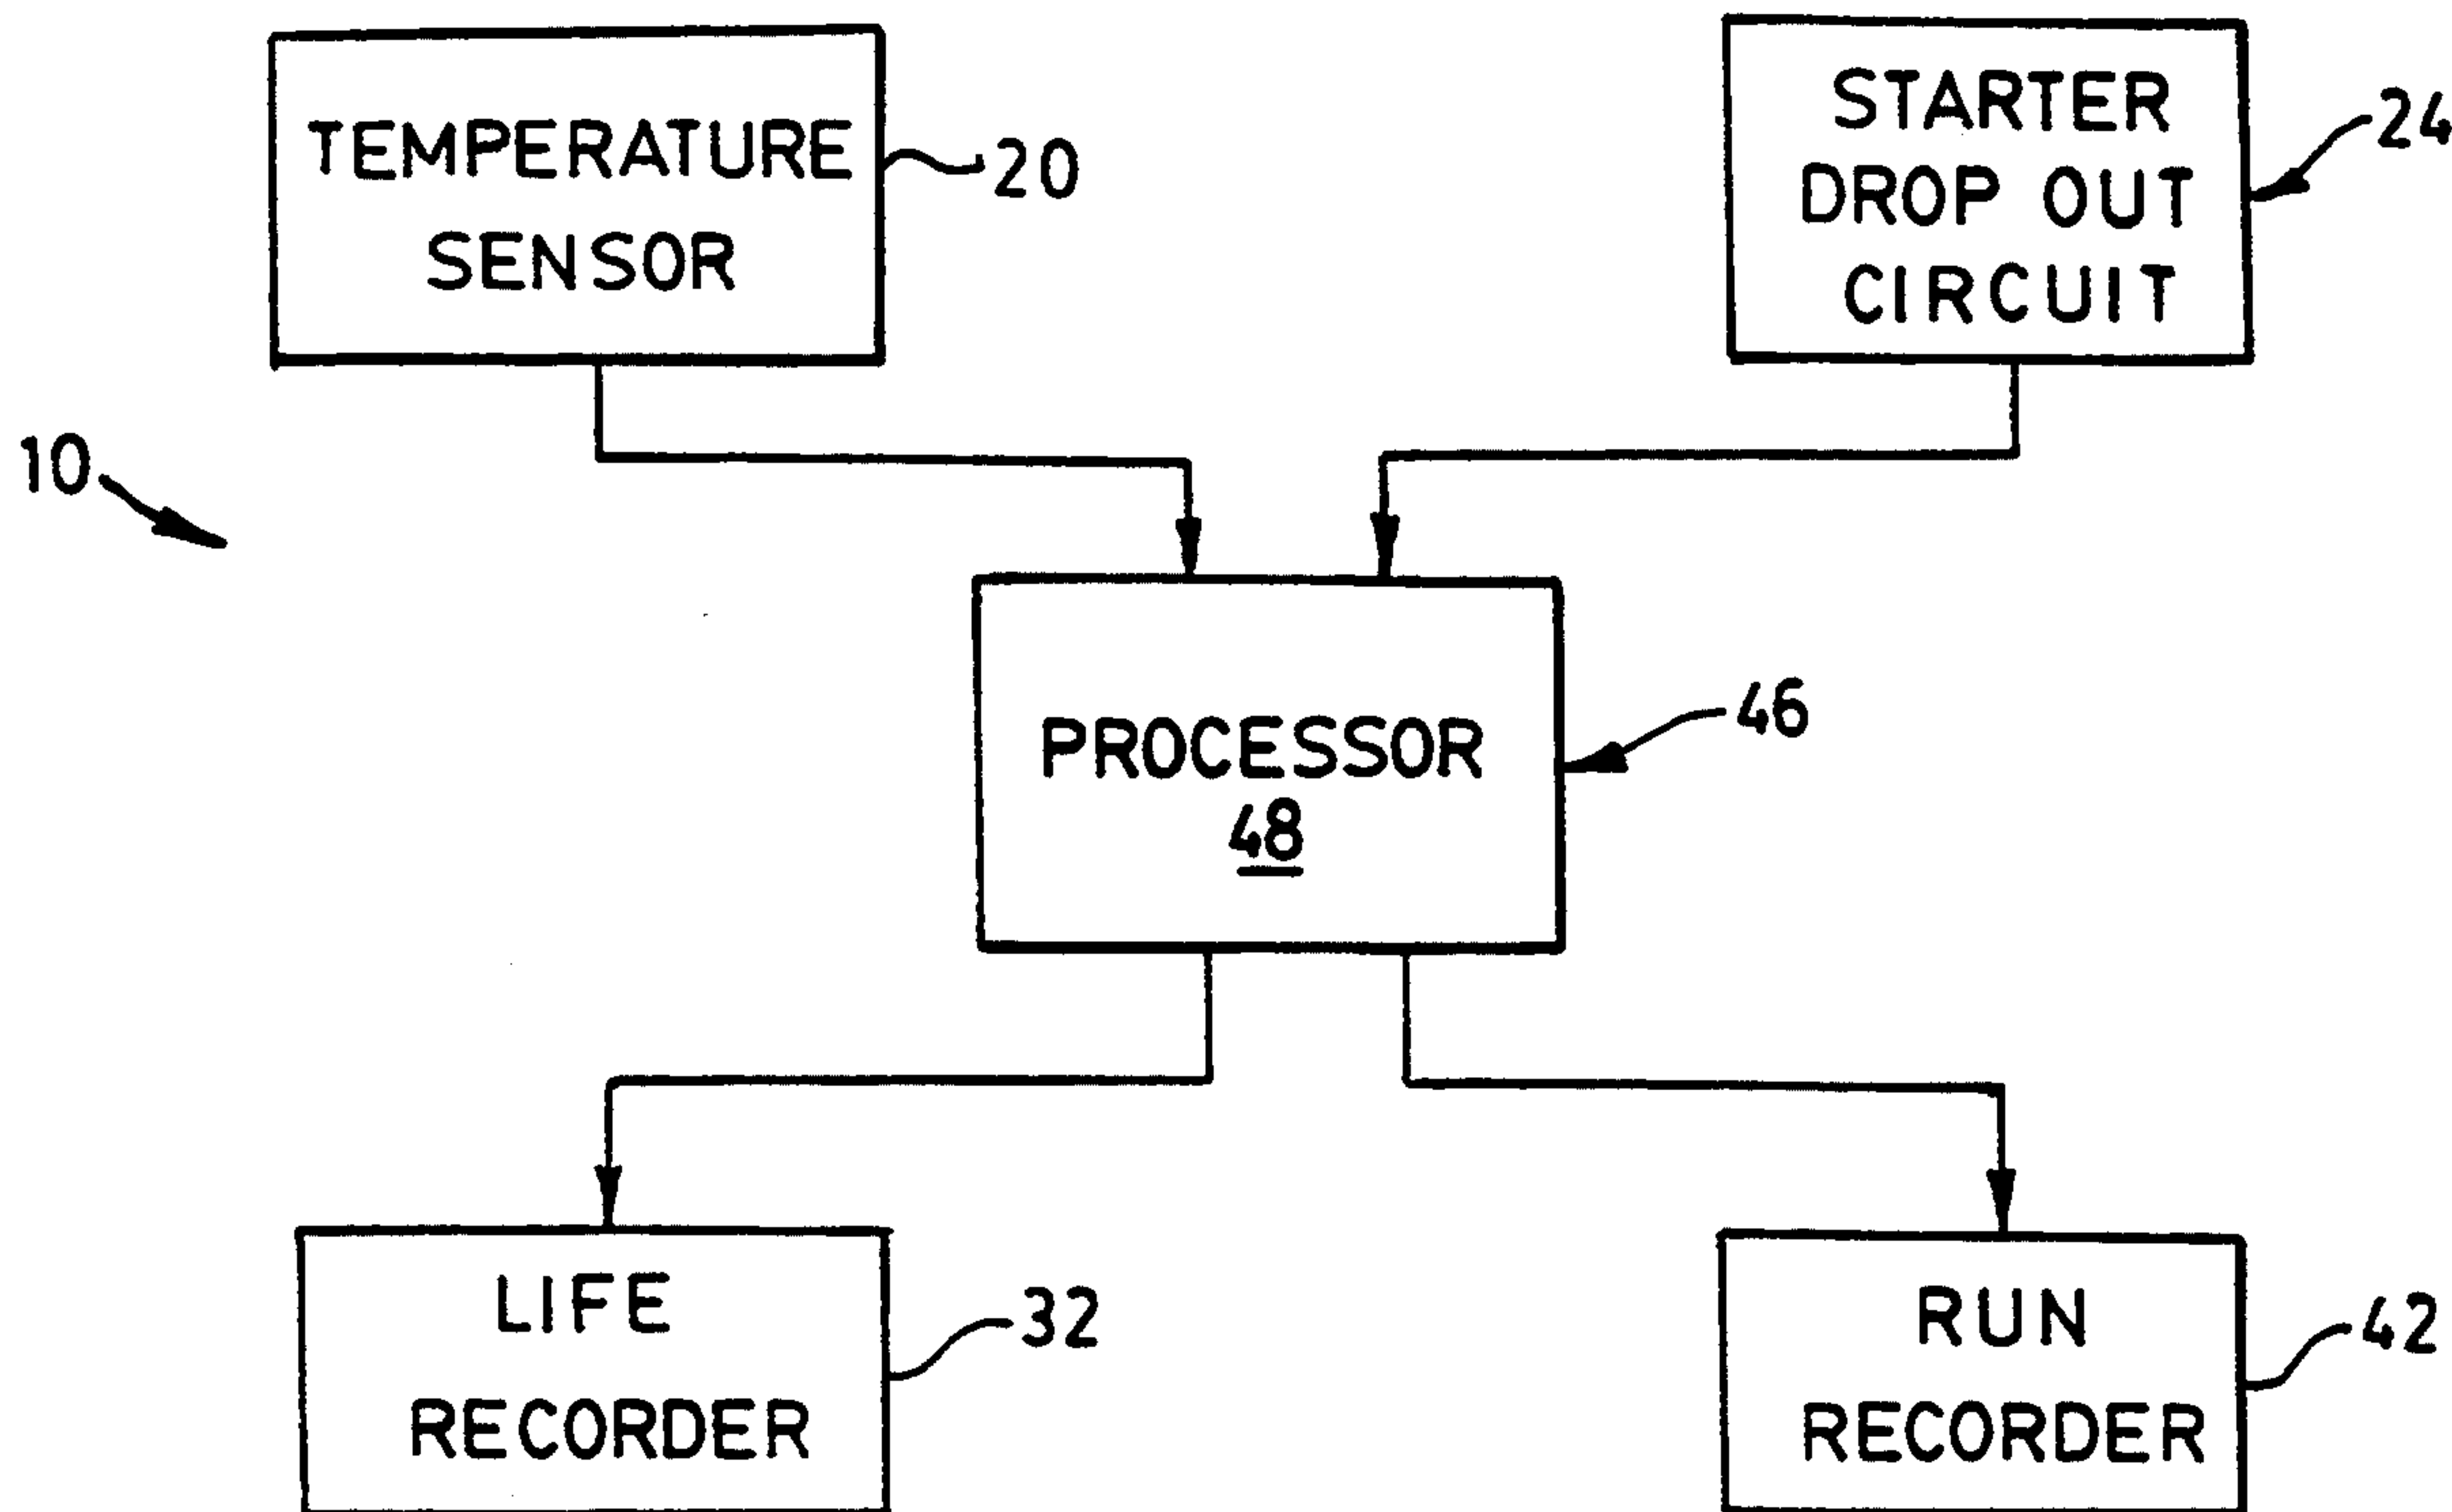 TEMPERATURE
SENSOR
20
STARTER
DROP OUT
CIRCUIT
24
10
PROCESSOR
48
46
LIFE
RECORDER
32
RUN
RECORDER
42